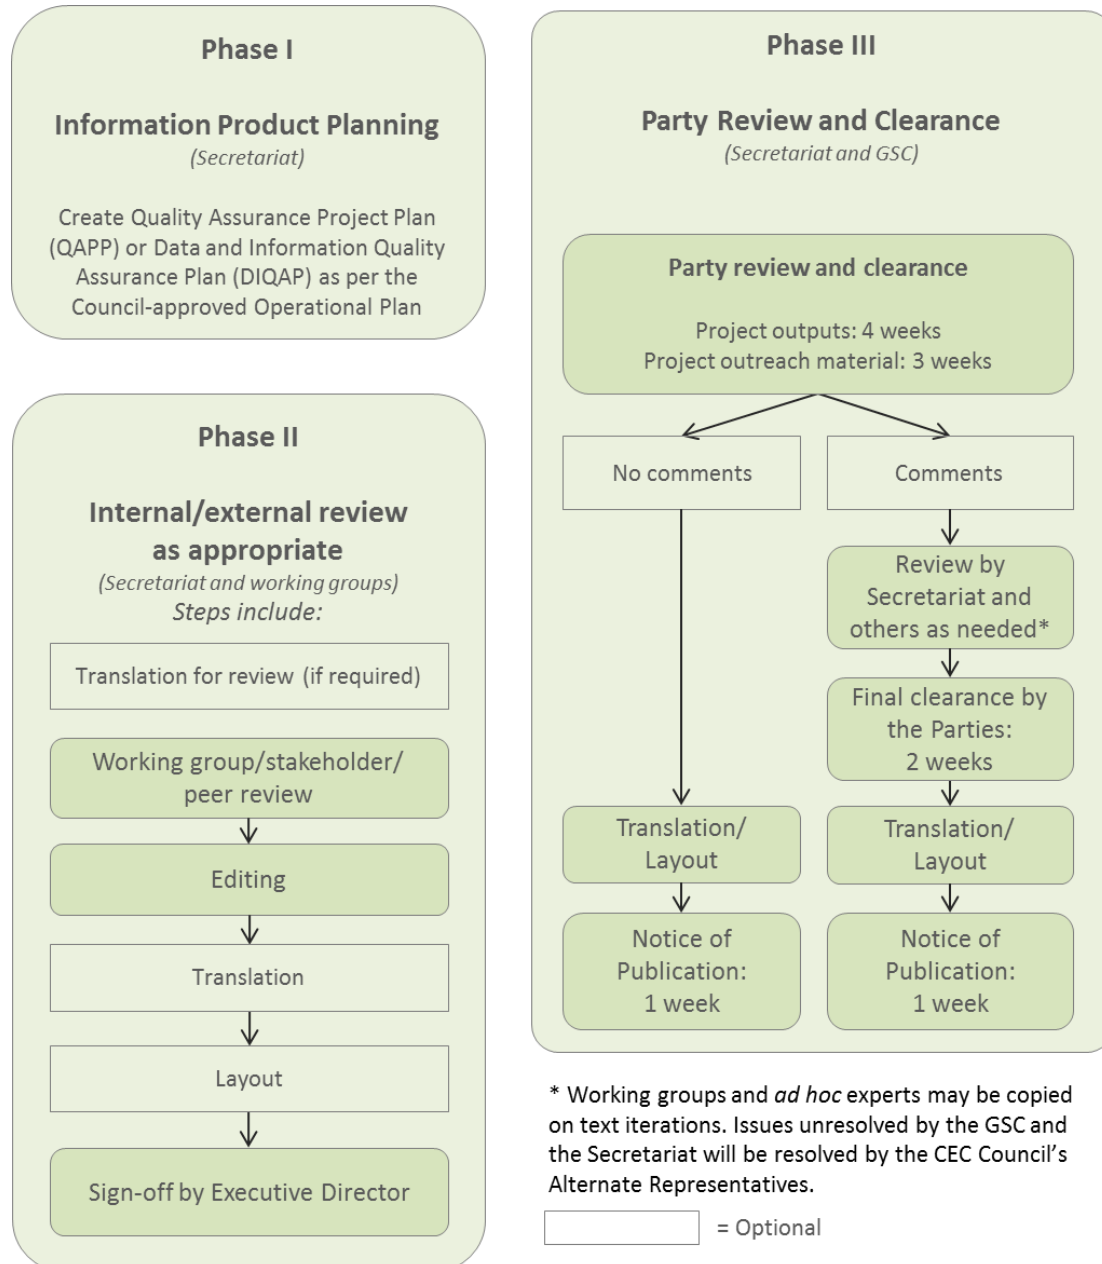 Phase I
Information Product Planning
(Secretariat)
Create Quality Assurance Project Plan
(QAPP) or Data and Information Quality
Assurance Plan (DIQAP) as per the
Council-approved Operational Plan
Phase II
Internal/external review
as appropriate
(Secretariat and working groups)
Steps include:
Translation for review (if required)
Working group/stakeholder/
peer review
Editing
Translation
Layout
Sign-off by Executive Director
Phase III
Party Review and Clearance
(Secretariat and GSC)
Party review and clearance
Project outputs: 4 weeks
Project outreach material: 3 weeks
No comments
Translation/
Layout
Notice of
Publication:
1 week
Comments
Review by
Secretariat and
others as needed*
Final clearance by
the Parties:
2 weeks
Translation/
Layout
Notice of
Publication:
1 week
* Working groups and ad hoc experts may be copied
on text iterations. Issues unresolved by the GSC and
the Secretariat will be resolved by the CEC Council’s
Alternate Representatives.
= Optional